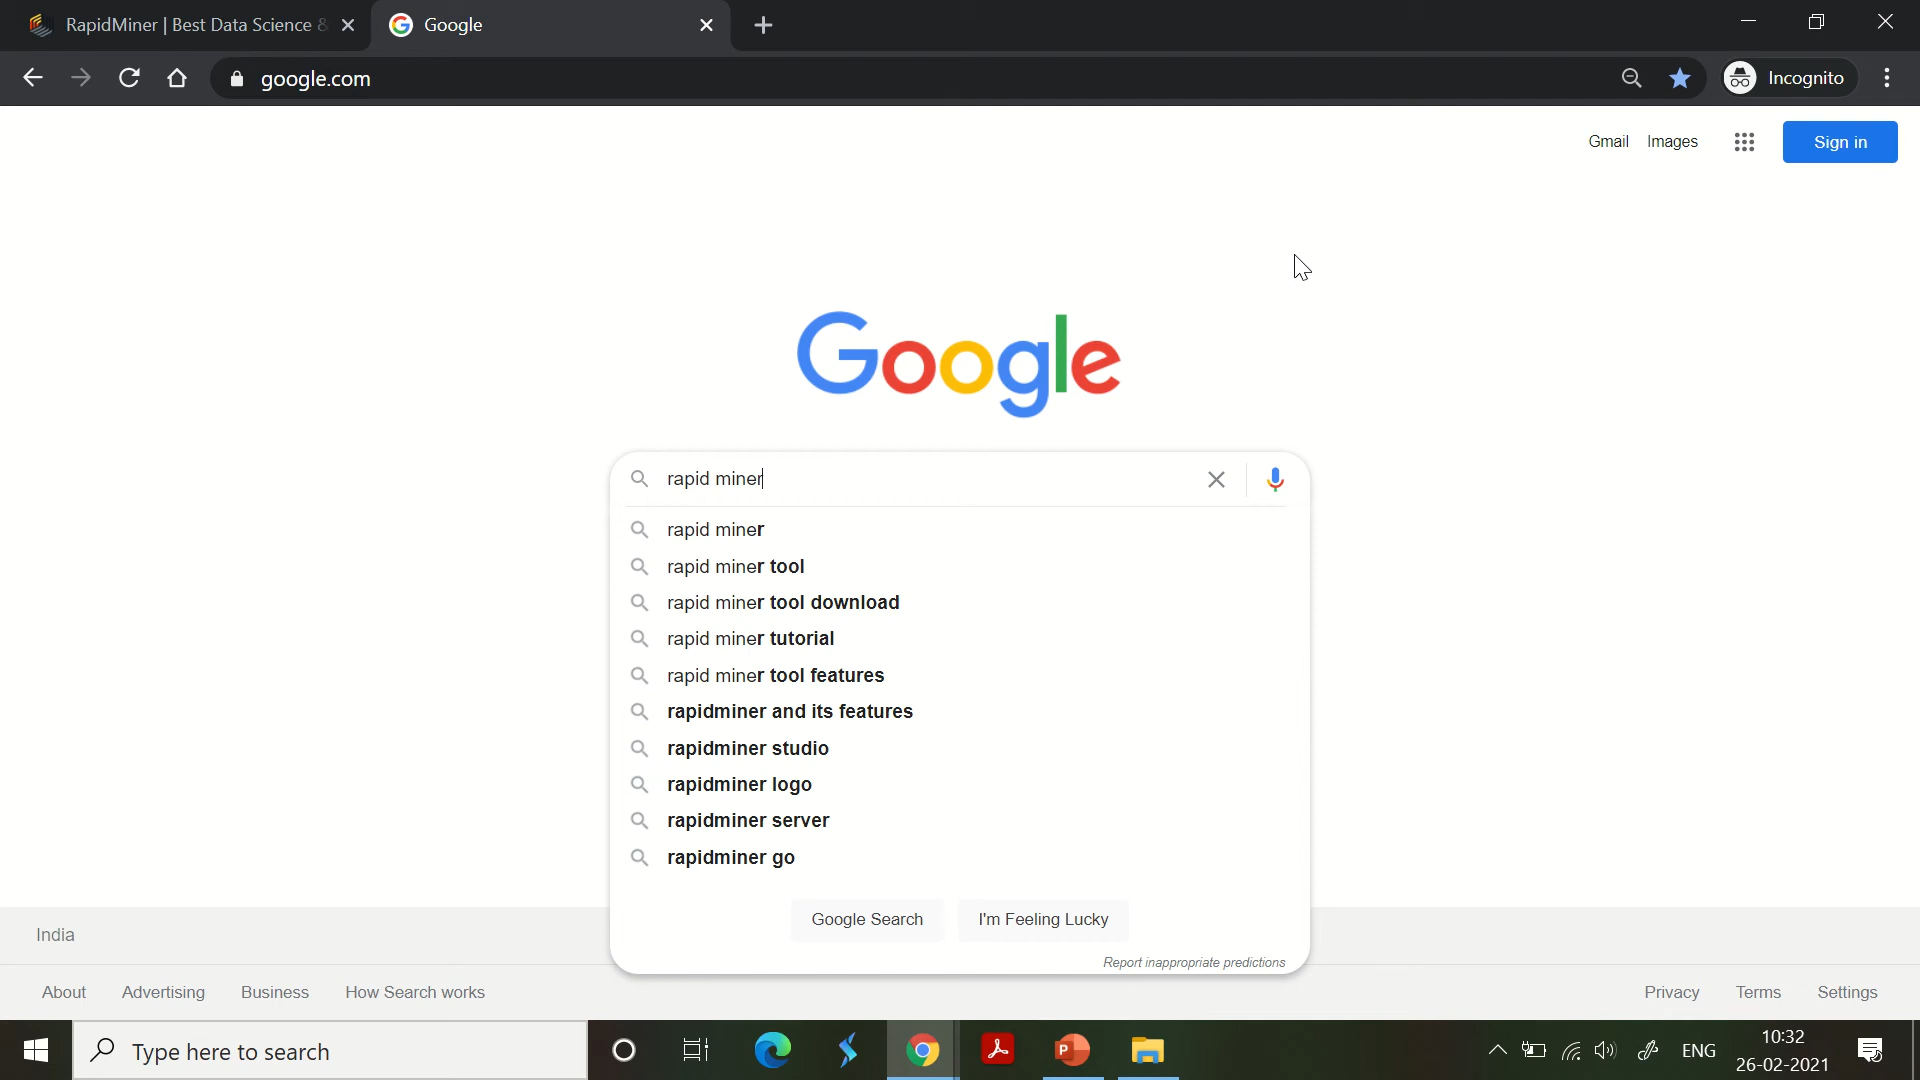 RapidMiner | Best Data Science &
Google
google.com
Incognito
Gmail Images Sign in
Google
rapid miner
rapid miner
rapid miner tool
rapid miner tool download
rapid miner tutorial
rapid miner tool features
rapidminer and its features
rapidminer studio
rapidminer logo
rapidminer server
rapidminer go
Google Search I'm Feeling Lucky
Report inappropriate predictions
India
About Advertising Business How Search works Privacy Terms Settings
Type here to search
P
ENG
10:32
26-02-2021